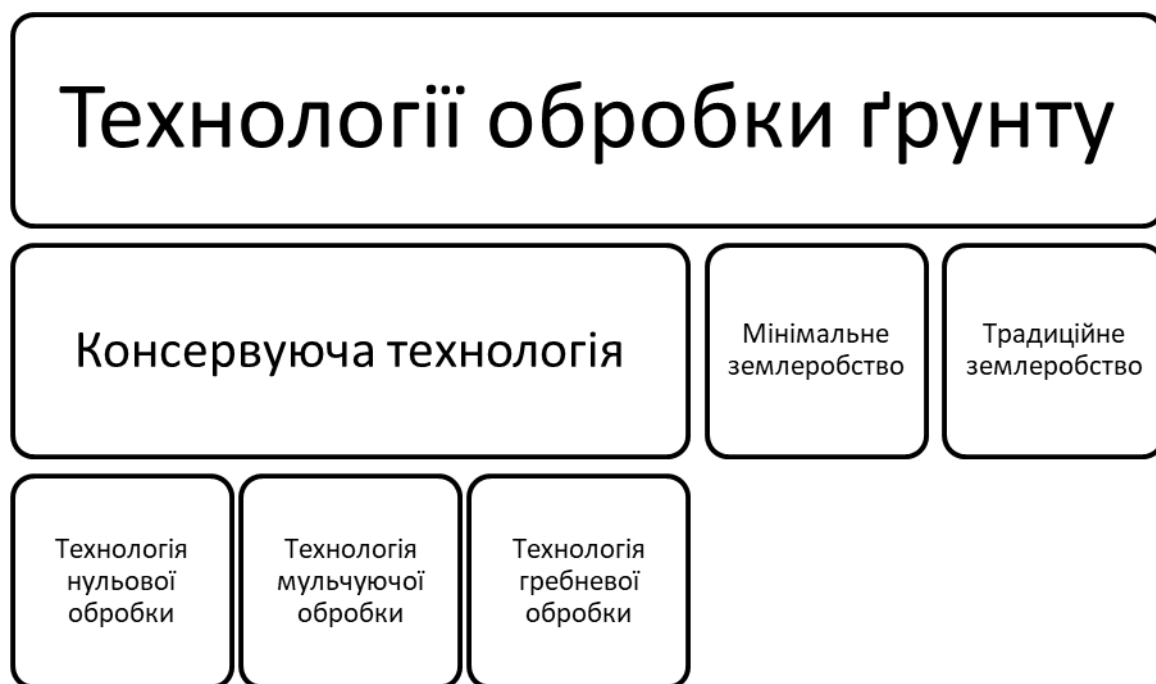 Технології обробки ґрунту
Консервуюча технологія
Мінімальне
землеробство
Традиційне
землеробство
Технологія
нульової
обробки
Технологія
мульчуючої
обробки
Технологія
гребневої
обробки